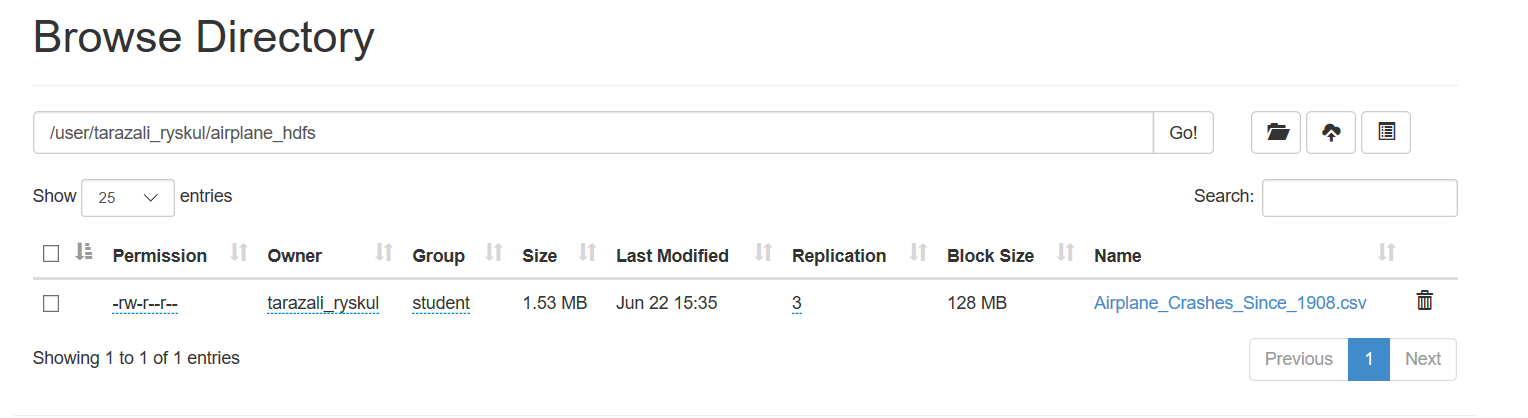 Browse Directory
/user/tarazali_ryskul/airplane_hdfs Go!
Show 25 entries Search:
Permission Owner Group Size Last Modified Replication Block Size Name
-rw-r--r-- tarazali_ryskul student 1.53 MB Jun 22 15:35 3 128 MB Airplane_Crashes_Since_1908.csv
Showing 1 to 1 of 1 entries Previous 1 Next